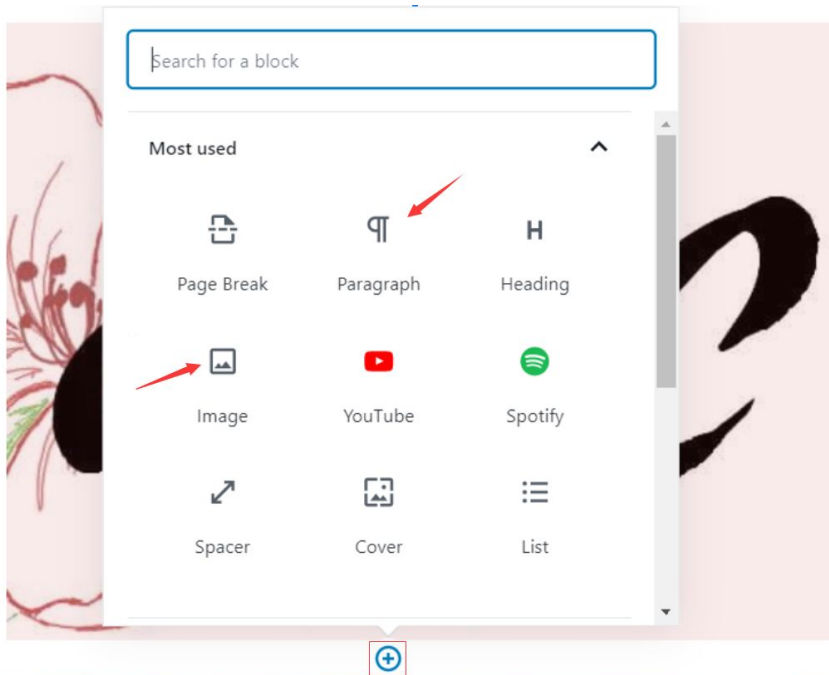 Search for a block
Most used
Page Break
Paragraph
Heading
Image
YouTube
Spotify
Spacer
Cover
List